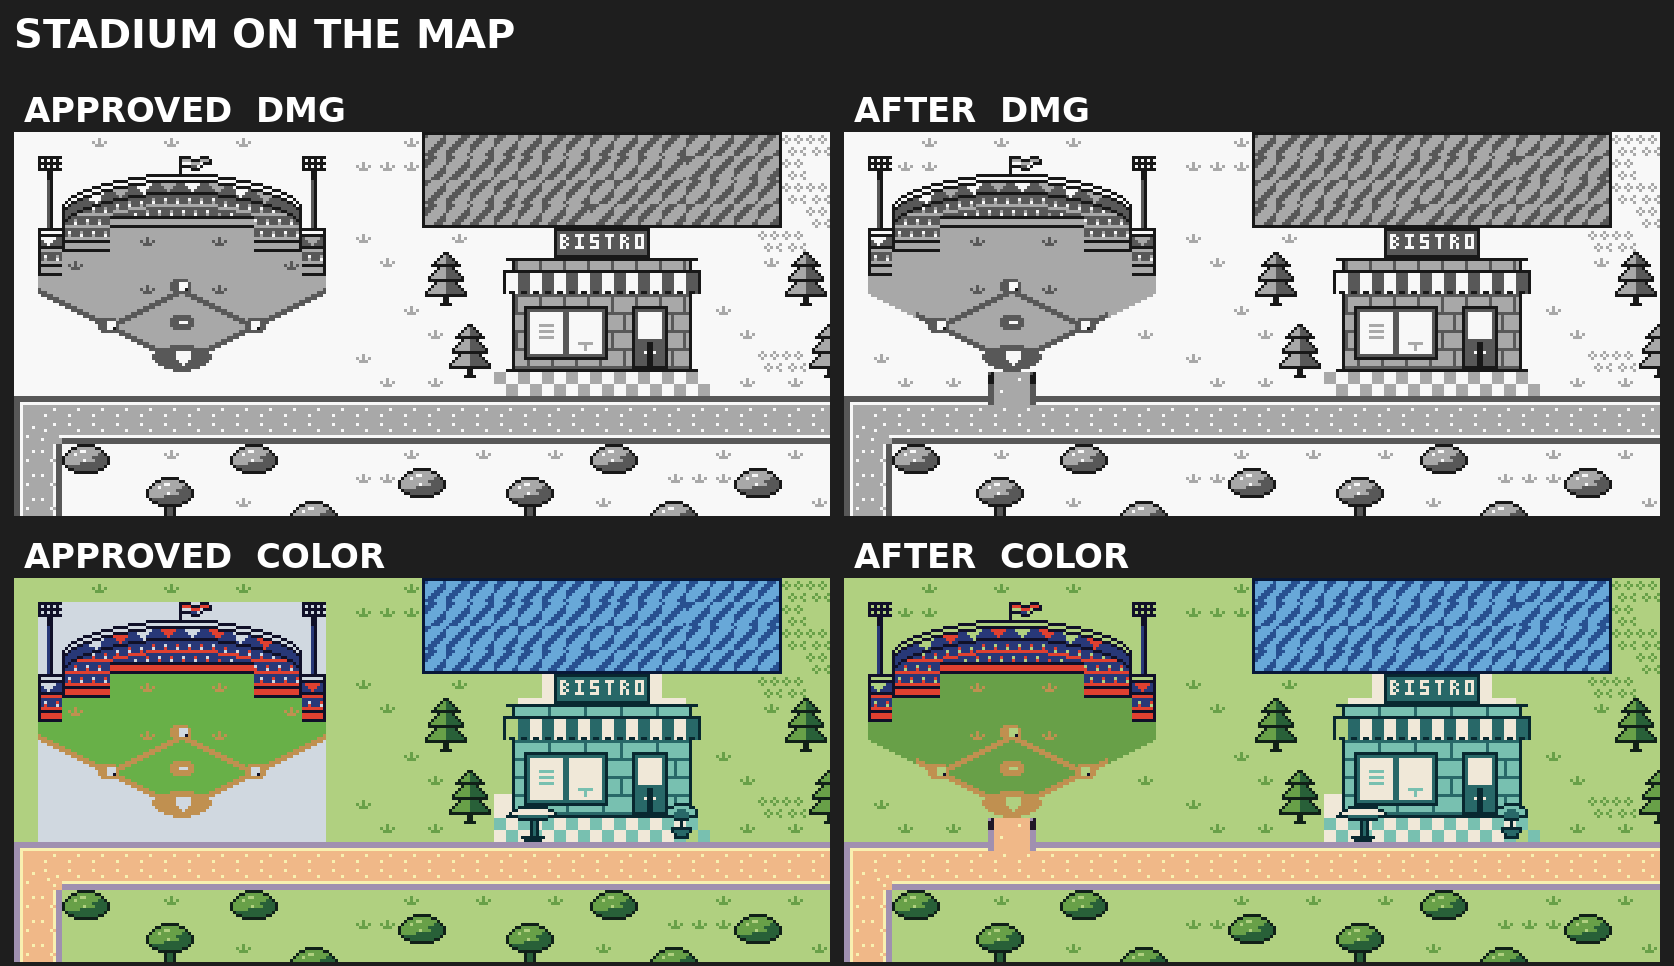 STADIUM ON THE MAP
APPROVED DMG
AFTER DMG
BISTRO
BISTRO
APPROVED COLOR
AFTER COLOR
BISTRO
BISTRO